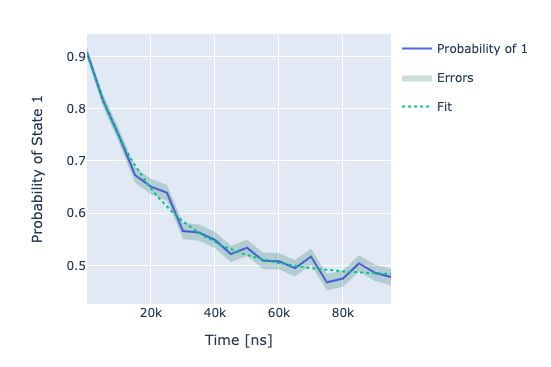 Probability of State 1
0.9
0.8
0.7
0.6
0.5
20k
40k
60k
80k
Time [ns]
Probability of 1
Errors
Fit